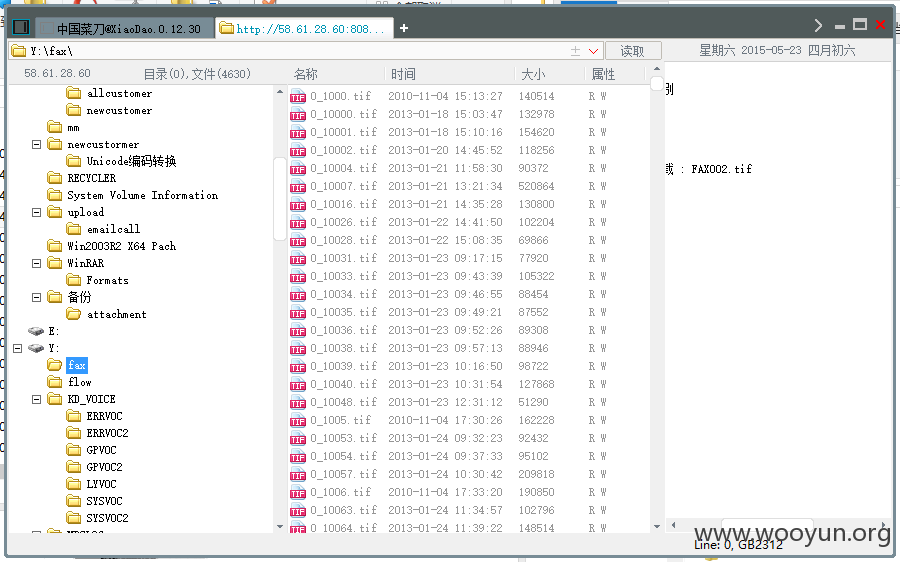 中国菜刀@XiaoDao.0.12.30
http://58.61.28.60:808...
+
Y:\fax\
读取
星期六 2015-05-23 四月初六
58.61.28.60
目录(0),文件(4630)
名称 时间 大小 属性
allcustomer
newcustomer
mm
newcustormer
Unicode编码转换
RECYCLER
System Volume Information
upload
emailcall
Win2003R2 X64 Pach
WinRAR
Formats
备份
attachment
E:
Y:
fax
flow
KD_VOICE
ERRVOC
ERRVOC2
GPVOC
GPVOC2
LYVOC
SYSVOC
SYSVOC2
0_1000.tif 2010-11-04 15:13:27 140514 R W
0_10000.tif 2013-01-18 15:03:47 132978 R W
0_10001.tif 2013-01-18 15:10:16 154620 R W
0_10002.tif 2013-01-20 14:45:52 118256 R W
0_10004.tif 2013-01-21 11:58:30 90372 R W
0_10007.tif 2013-01-21 13:21:34 520864 R W
0_10016.tif 2013-01-21 14:35:28 130800 R W
0_10026.tif 2013-01-22 14:41:50 102204 R W
0_10028.tif 2013-01-22 15:08:35 69866 R W
0_10031.tif 2013-01-23 09:17:15 77920 R W
0_10033.tif 2013-01-23 09:43:39 105322 R W
0_10034.tif 2013-01-23 09:46:55 88454 R W
0_10035.tif 2013-01-23 09:49:21 87552 R W
0_10036.tif 2013-01-23 09:52:26 89308 R W
0_10038.tif 2013-01-23 09:57:13 88946 R W
0_10039.tif 2013-01-23 10:16:50 98722 R W
0_10040.tif 2013-01-23 10:31:54 127868 R W
0_10048.tif 2013-01-23 12:31:12 51290 R W
0_1005.tif 2010-11-04 17:30:26 162228 R W
0_10053.tif 2013-01-24 09:32:23 92432 R W
0_10054.tif 2013-01-24 09:37:33 95102 R W
0_10057.tif 2013-01-24 10:30:42 209818 R W
0_1006.tif 2010-11-04 17:33:20 190850 R W
0_10063.tif 2013-01-24 11:34:57 102796 R W
0_10064.tif 2013-01-24 11:39:22 148514 R W
: FAX002.tif
www.wooyun.org
Line: 0, GB2312